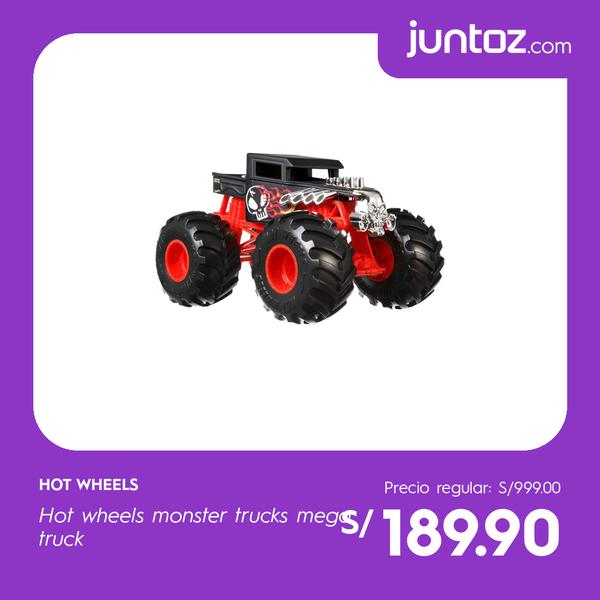 juntoz.com
HOT WHEELS
Hot wheels monster trucks mega
truck
Precio regular: S/999.00
S/189.90